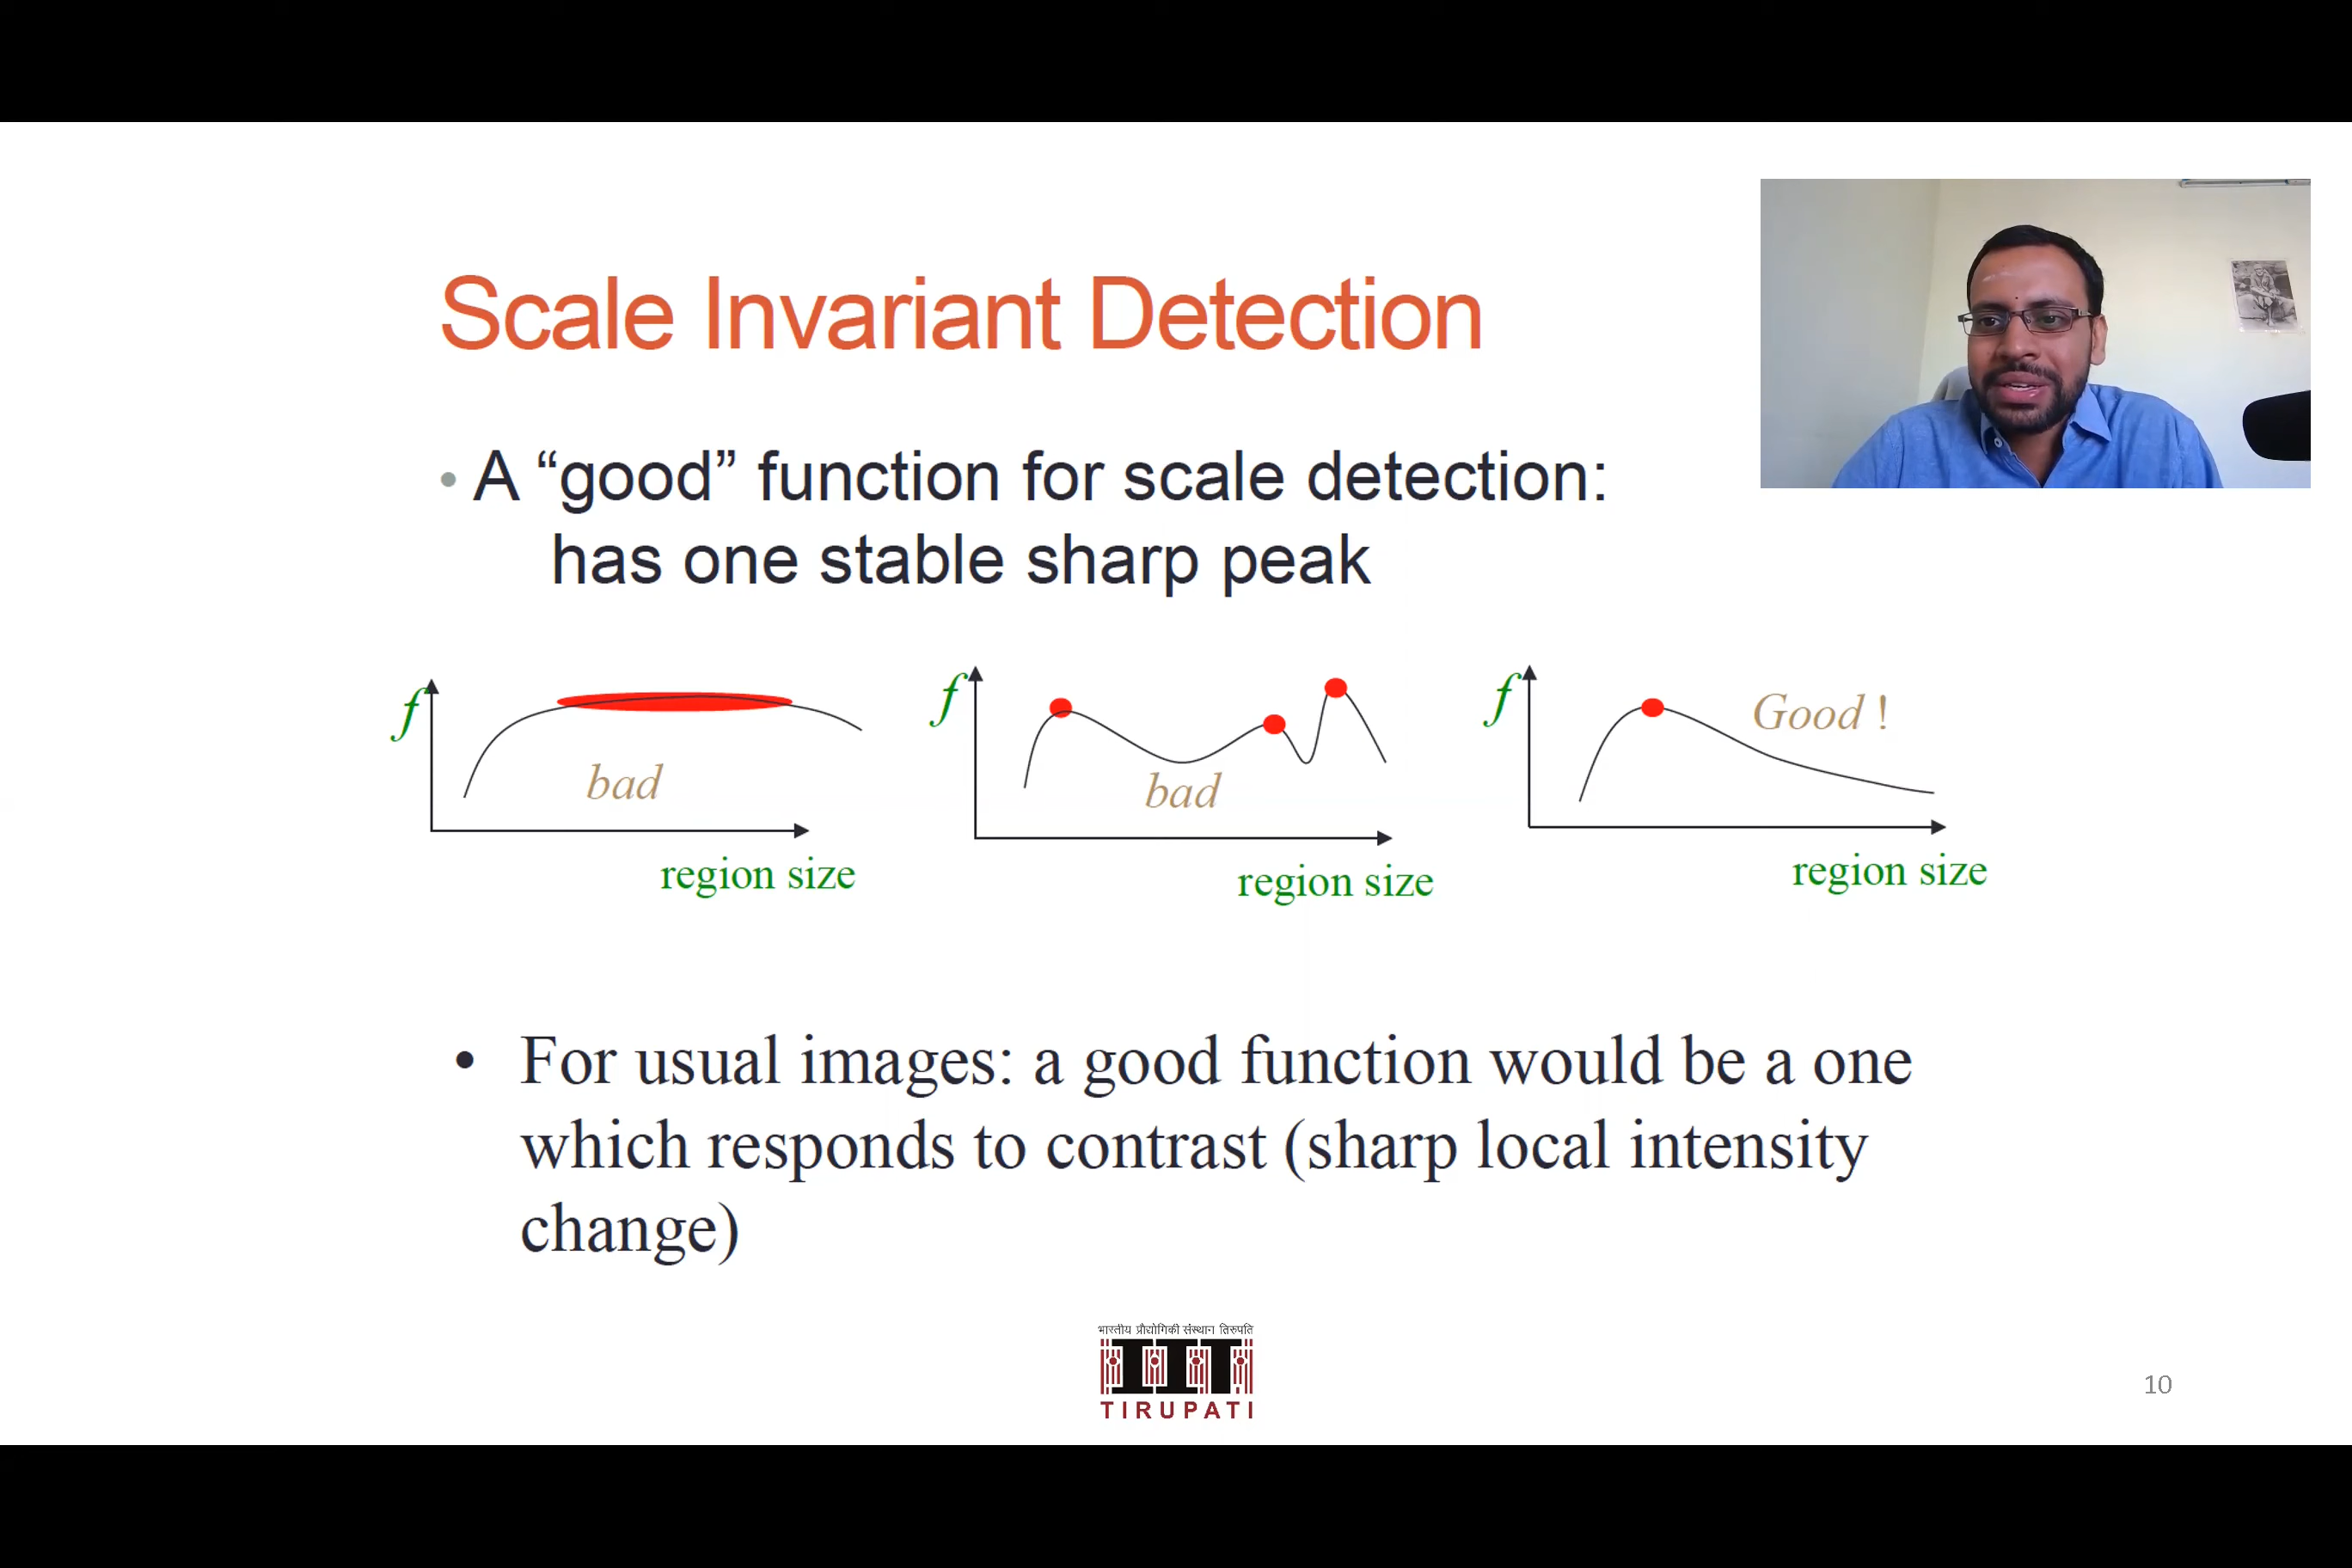 Scale Invariant Detection
• A “good” function for scale detection:
has one stable sharp peak
f
bad
region size
f
bad
region size
f
Good !
region size
• For usual images: a good function would be a one
which responds to contrast (sharp local intensity
change)
भारतीय प्रौद्योगिकी संस्थान तिरुपति
IIT
TIRUPATI
10